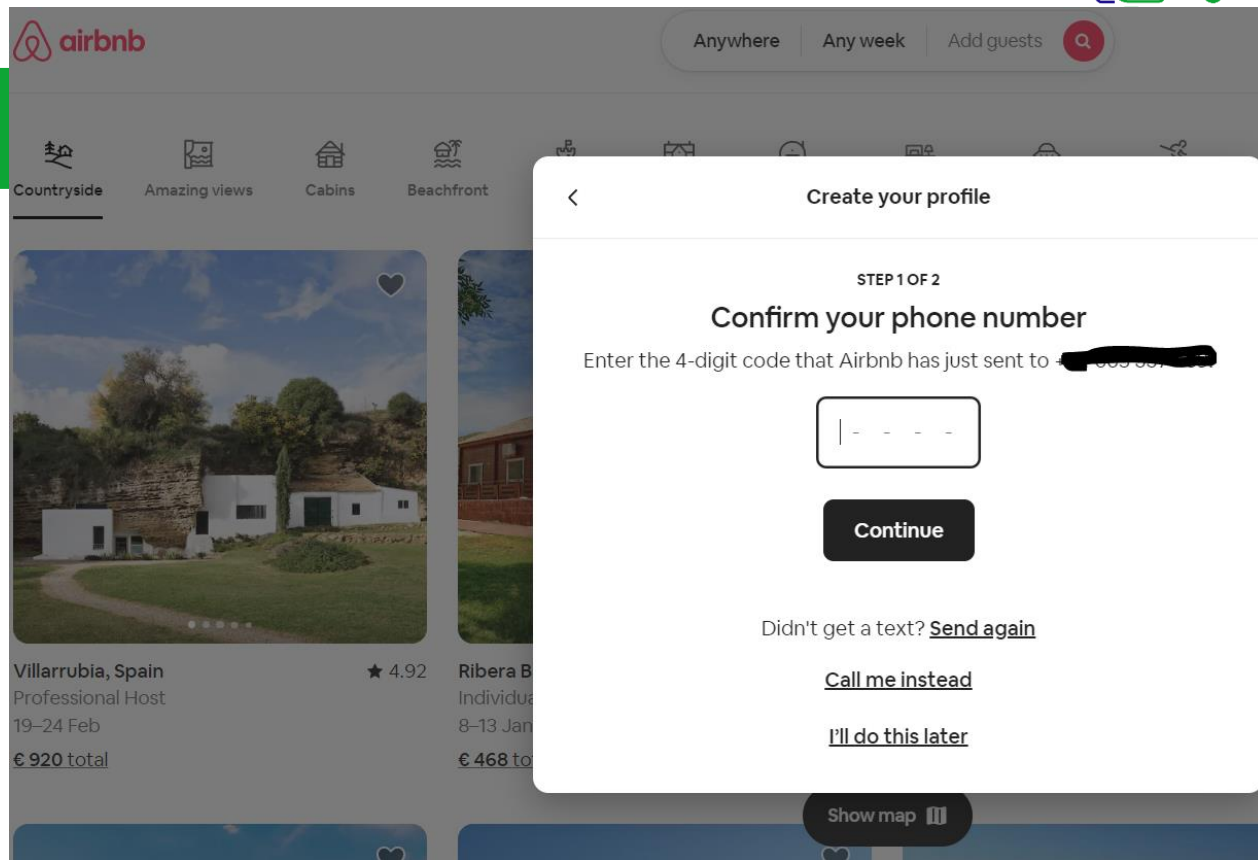 airbnb
Anywhere
Any week
Add guests
Countryside
Amazing views
Cabins
Beachfront
Create your profile
STEP 1 OF 2
Confirm your phone number
Enter the 4-digit code that Airbnb has just sent to
- - - -
Continue
Didn't get a text? Send again
Call me instead
I'll do this later
Villarrubia, Spain
★ 4.92
Professional Host
19–24 Feb
€ 920 total
Ribera
8–13 Jan
€ 468
Show map